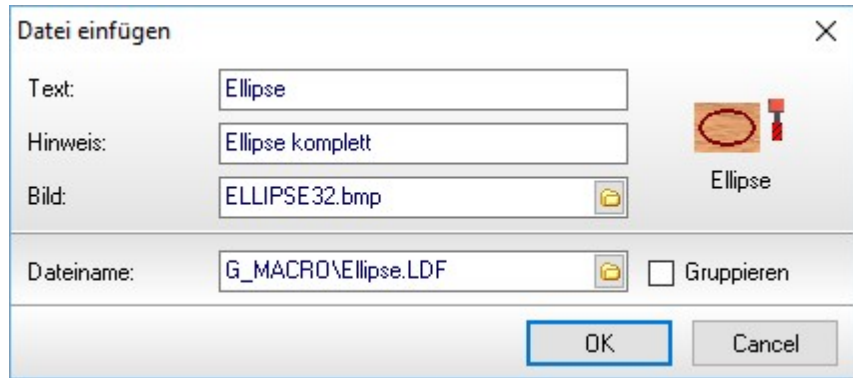 Datei einfügen
Text: Ellipse
Hinweis: Ellipse komplett
Bild: ELLIPSE32.bmp
Ellipse
Dateiname: G_MACRO\Ellipse.LDF Gruppieren
OK Cancel